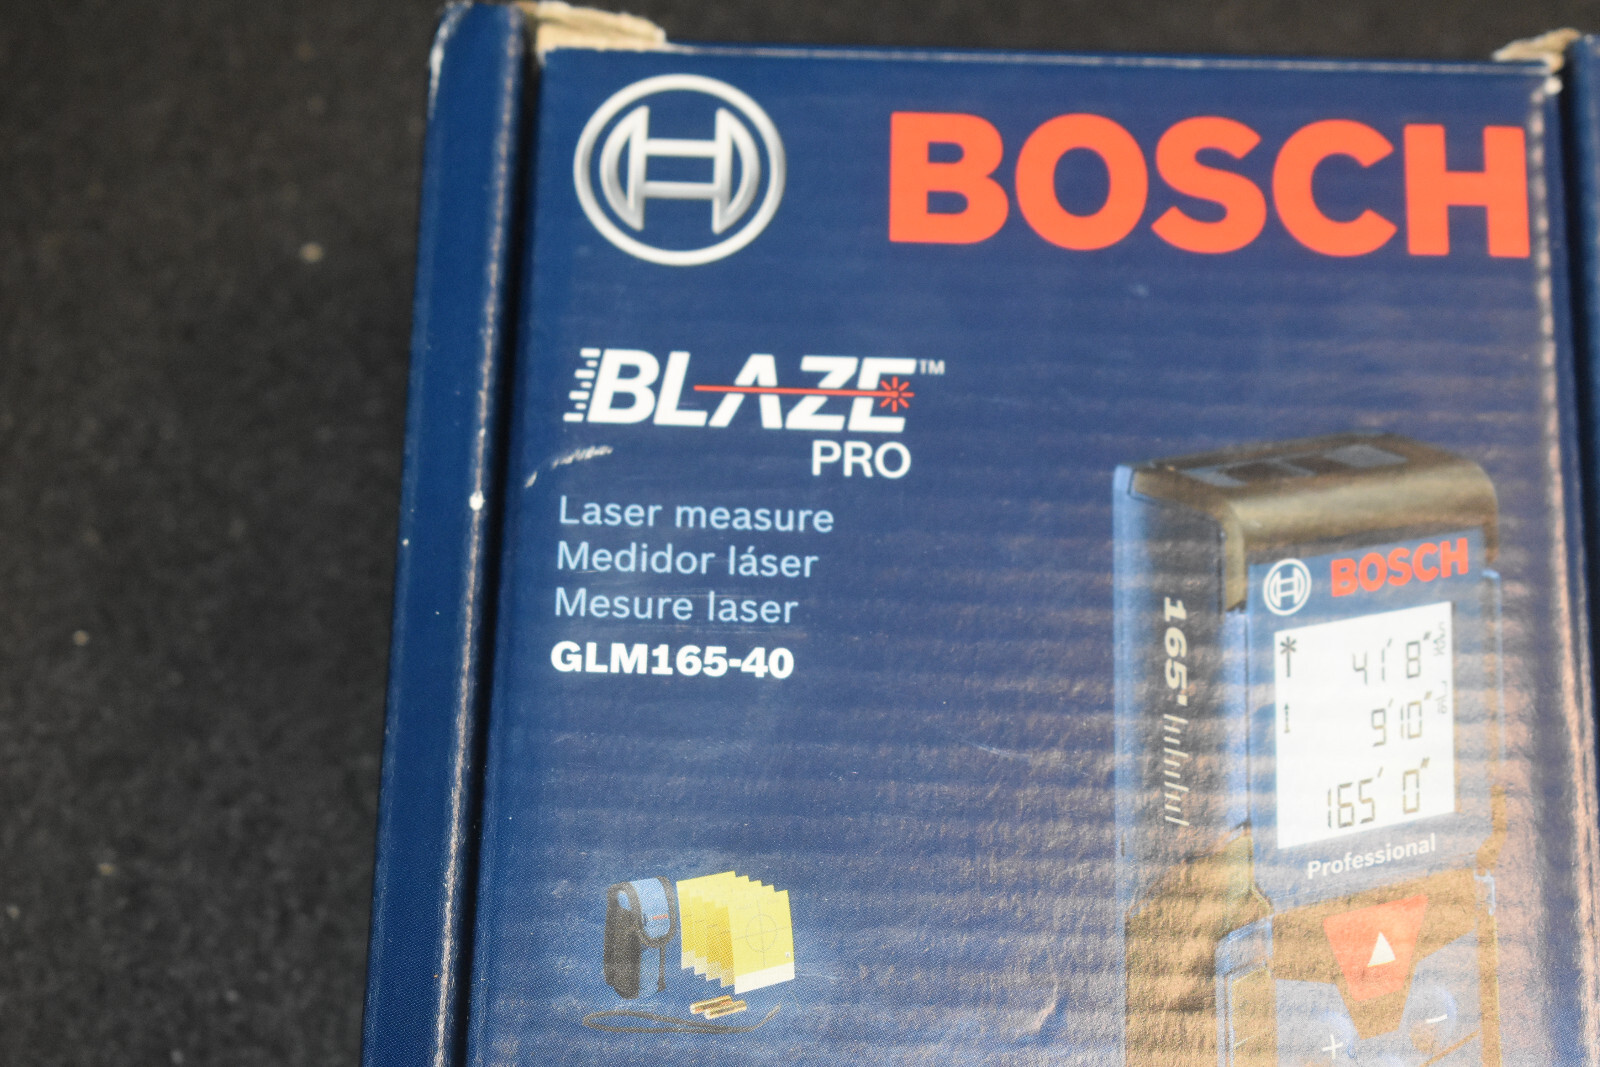 BOSCH
BLAZE™
PRO
Laser measure
Medidor láser
Mesure laser
GLM165-40
BOSCH
165'
41' 8"
9' 10"
165' 0"
Professional